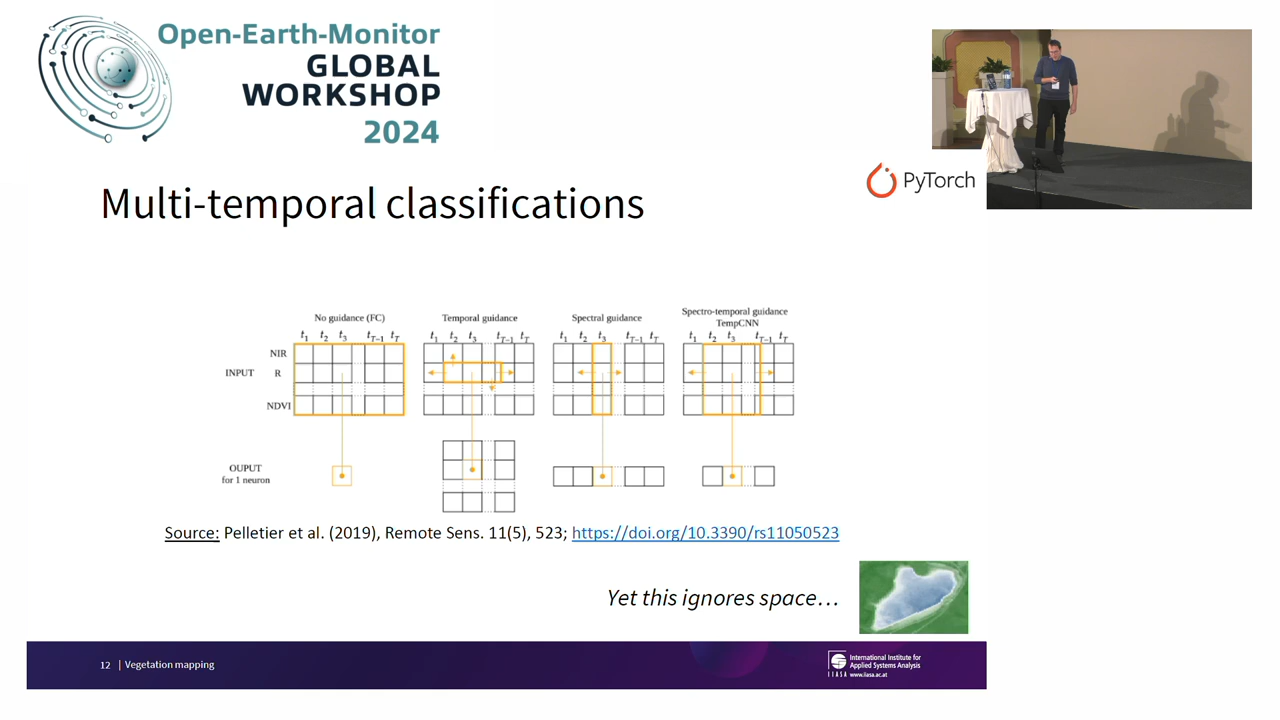 Open-Earth-Monitor
GLOBAL
WORKSHOP
2024
PyTorch
Multi-temporal classifications
No guidance (FC)
Temporal guidance
Spectral guidance
Spectro-temporal guidance
TempCNN
t1 t2 t3 tT−1 tT
t1 t2 t3 tT−1 tT
t1 t2 t3 tT−1 tT
t1 t2 t3 tT−1 tT
NIR
INPUT R
NDVI
OUPUT
for 1 neuron
Source: Pelletier et al. (2019), Remote Sens. 11(5), 523; https://doi.org/10.3390/rs11050523
Yet this ignores space…
12 | Vegetation mapping
International Institute for
Applied Systems Analysis
IIASA www.iiasa.ac.at